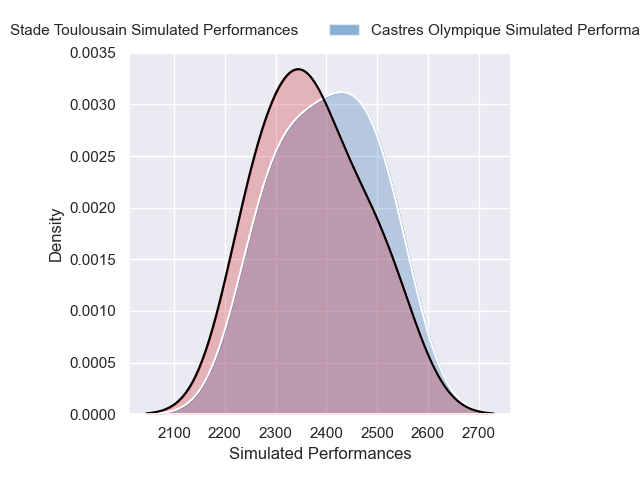 Stade Toulousain Simulated Performances
Castres Olympique Simulated Performa
0.0035
0.0030
0.0025
0.0020
0.0015
0.0010
0.0005
0.0000
Density
2100 2200 2300 2400 2500 2600 2700
Simulated Performances